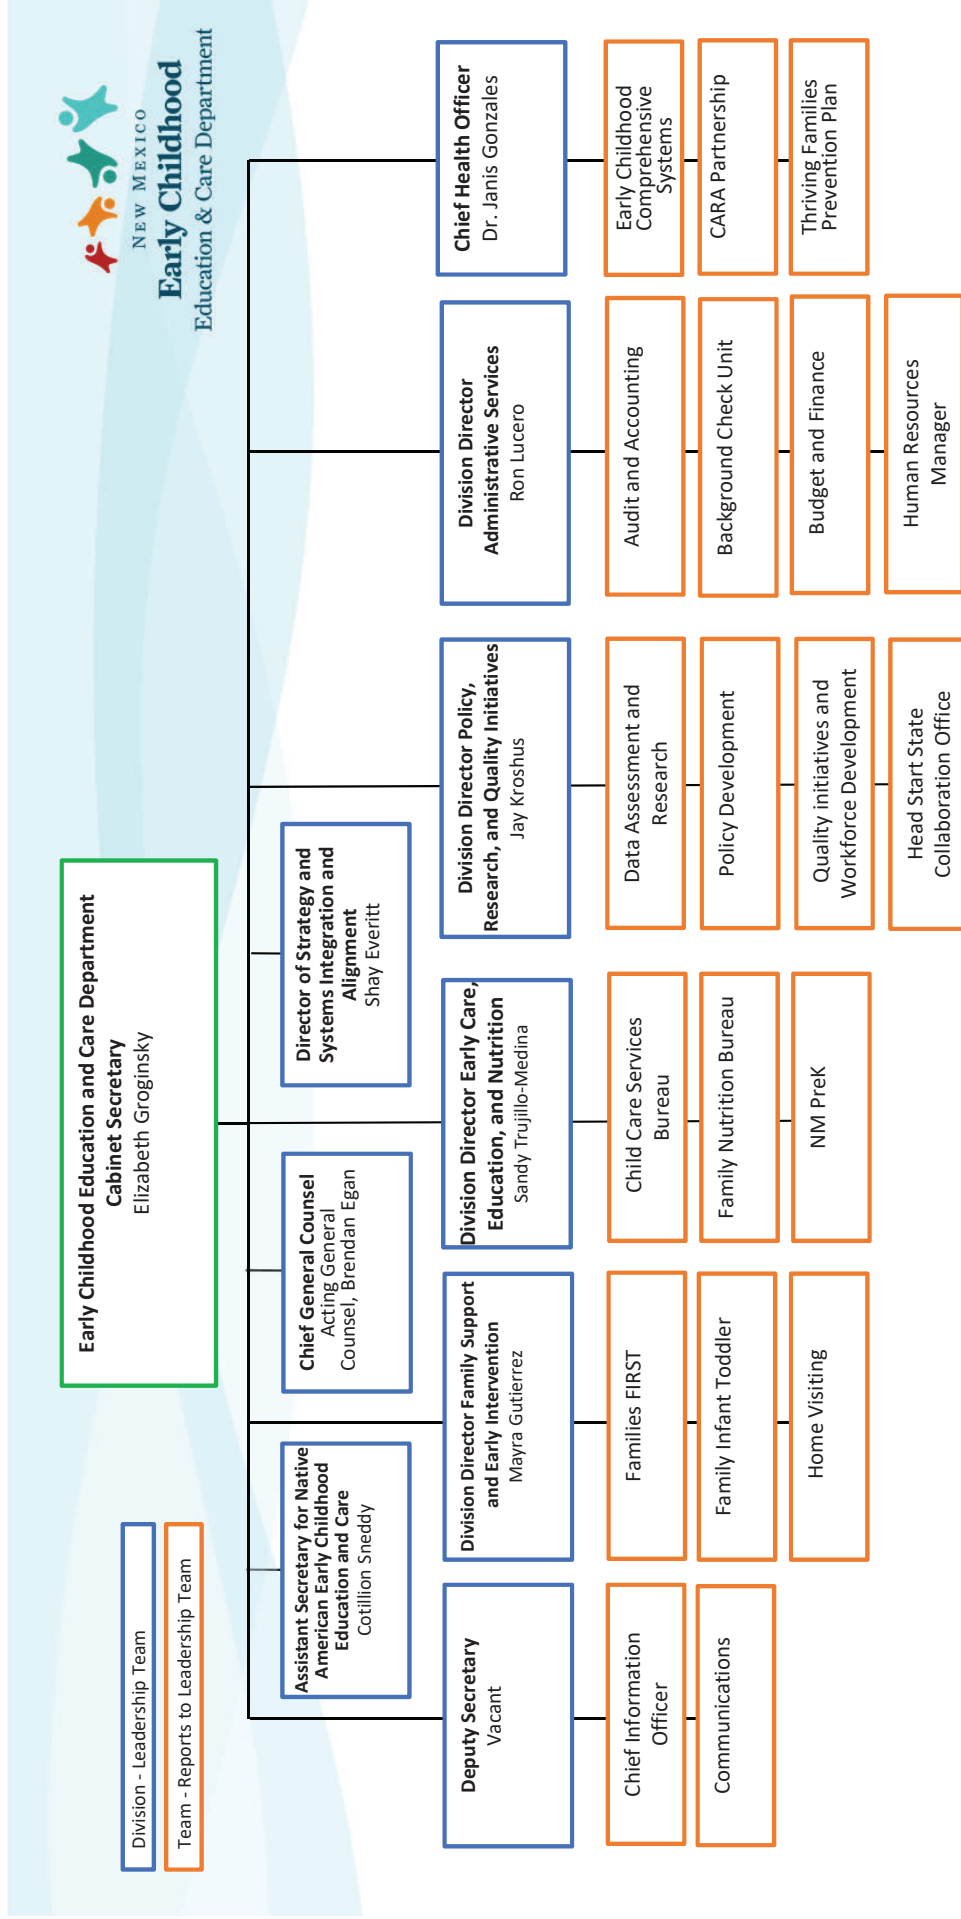 NEW MEXICO
Early Childhood
Education & Care Department
Division - Leadership Team
Team - Reports to Leadership Team
Early Childhood Education and Care Department
Cabinet Secretary
Elizabeth Groginsky
Assistant Secretary for Native
American Early Childhood
Education and Care
Cotillion Sneddy
Chief General Counsel
Acting General
Counsel, Brendan Egan
Director of Strategy and
Systems Integration and
Alignment
Shay Everitt
Deputy Secretary
Vacant
Chief Information
Officer
Communications
Division Director Family Support
and Early Intervention
Mayra Gutierrez
Families FIRST
Family Infant Toddler
Home Visiting
Division Director Early Care,
Education, and Nutrition
Sandy Trujillo-Medina
Child Care Services
Bureau
Family Nutrition Bureau
NM PreK
Division Director Policy,
Research, and Quality Initiatives
Jay Kroshus
Data Assessment and
Research
Policy Development
Quality initiatives and
Workforce Development
Head Start State
Collaboration Office
Division Director
Administrative Services
Ron Lucero
Audit and Accounting
Background Check Unit
Budget and Finance
Human Resources
Manager
Chief Health Officer
Dr. Janis Gonzales
Early Childhood
Comprehensive
Systems
CARA Partnership
Thriving Families
Prevention Plan